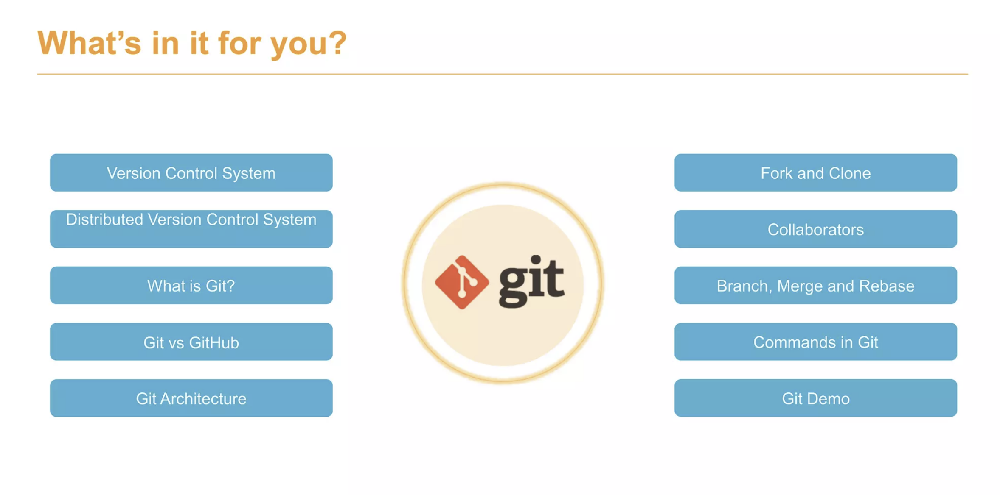 What’s in it for you?
Version Control System
Distributed Version Control System
What is Git?
Git vs GitHub
Git Architecture
git
Fork and Clone
Collaborators
Branch, Merge and Rebase
Commands in Git
Git Demo